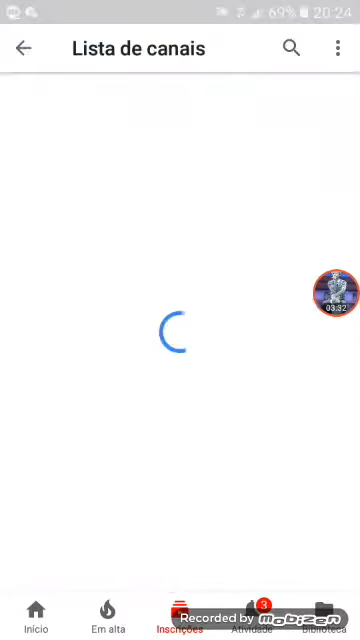 69% 20:24
Lista de canais
03:32
3
Início Em alta Inscrições Atividade Biblioteca
Recorded by mobizen